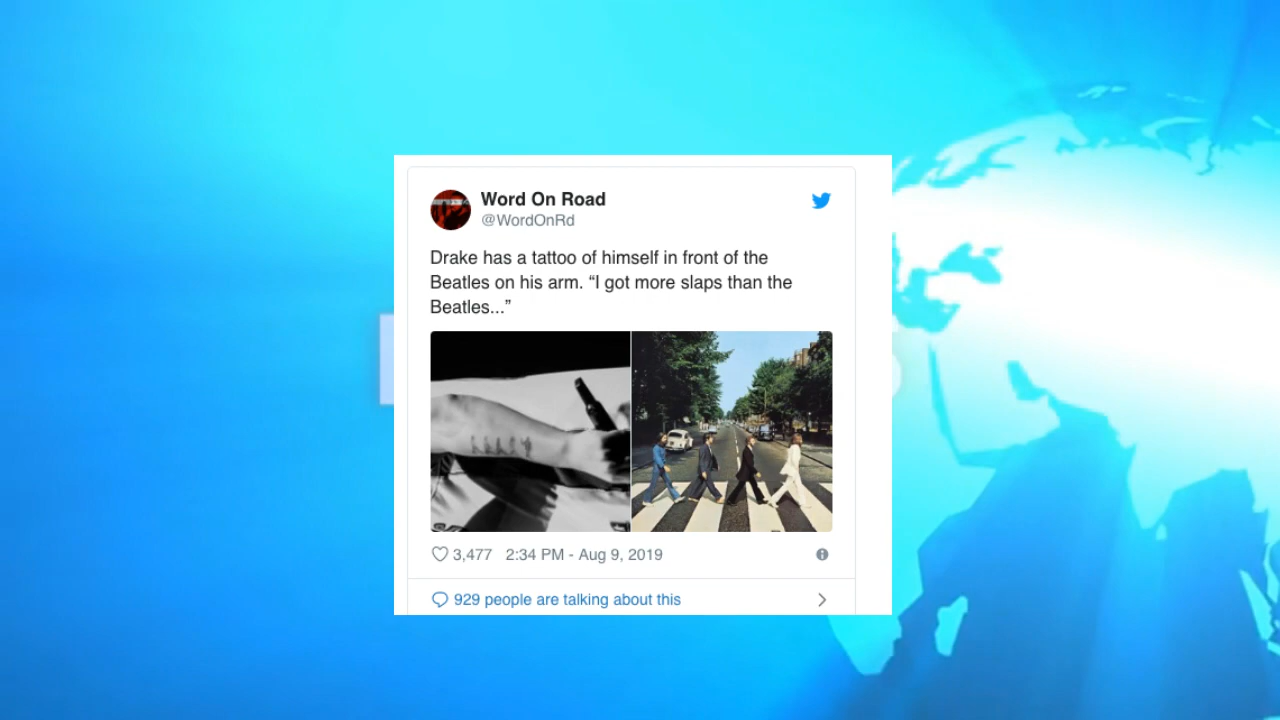 Word On Road
@WordOnRd
Drake has a tattoo of himself in front of the
Beatles on his arm. “I got more slaps than the
Beatles...”
3,477 2:34 PM - Aug 9, 2019
929 people are talking about this